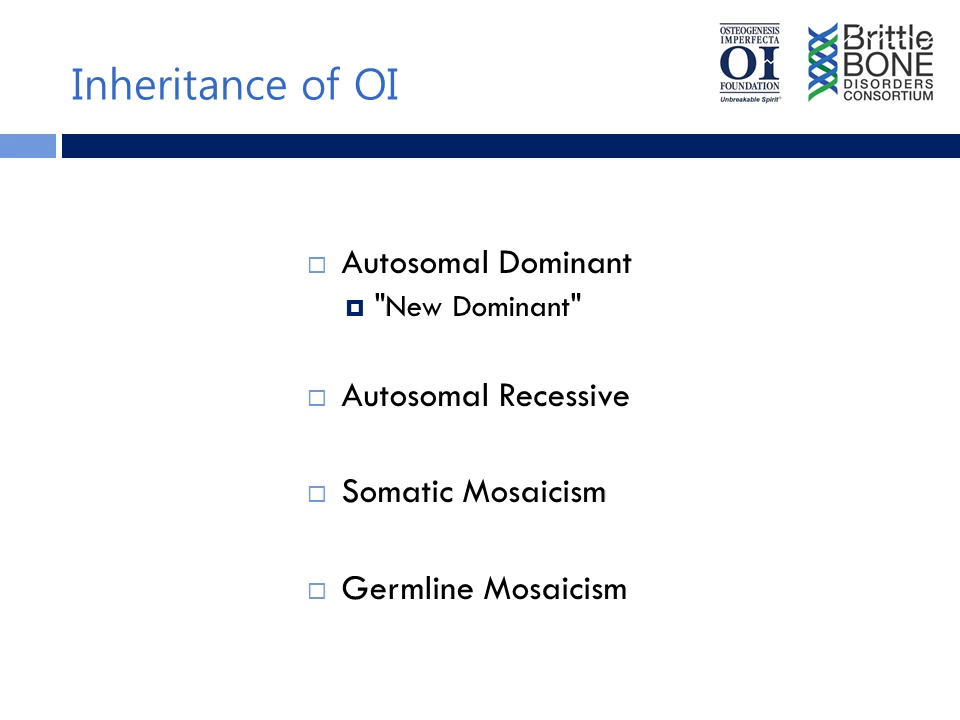 Inheritance of OI
OSTEOGENESIS
IMPERFECTA
OI
FOUNDATION
Unbreakable Spirit®
Brittle
BONE
DISORDERS
CONSORTIUM
Autosomal Dominant
"New Dominant"
Autosomal Recessive
Somatic Mosaicism
Germline Mosaicism